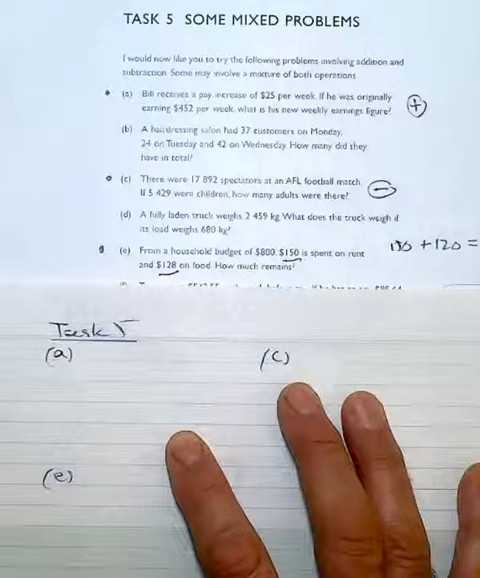 TASK 5 SOME MIXED PROBLEMS
I would now like you to try the following problems involving addition and
subtraction Some may involve a mixture of both operations
(a) Bill receives a pay increase of $25 per week. If he was originally
earning $452 per week, what is his new weekly earnings figure?
+
(b) A hairdressing salon had 37 customers on Monday,
24 on Tuesday and 42 on Wednesday How many did they
have in total?
(c) There were 17 892 spectators at an AFL football match
If 5 429 were children, how many adults were there?
−
(d) A fully laden truck weighs 2 459 kg What does the truck weigh if
its load weighs 680 kg?
(e) From a household budget of $800, $150 is spent on rent
and $128 on food. How much remains?
+120 =
Task 5
(a)
(c)
(e)